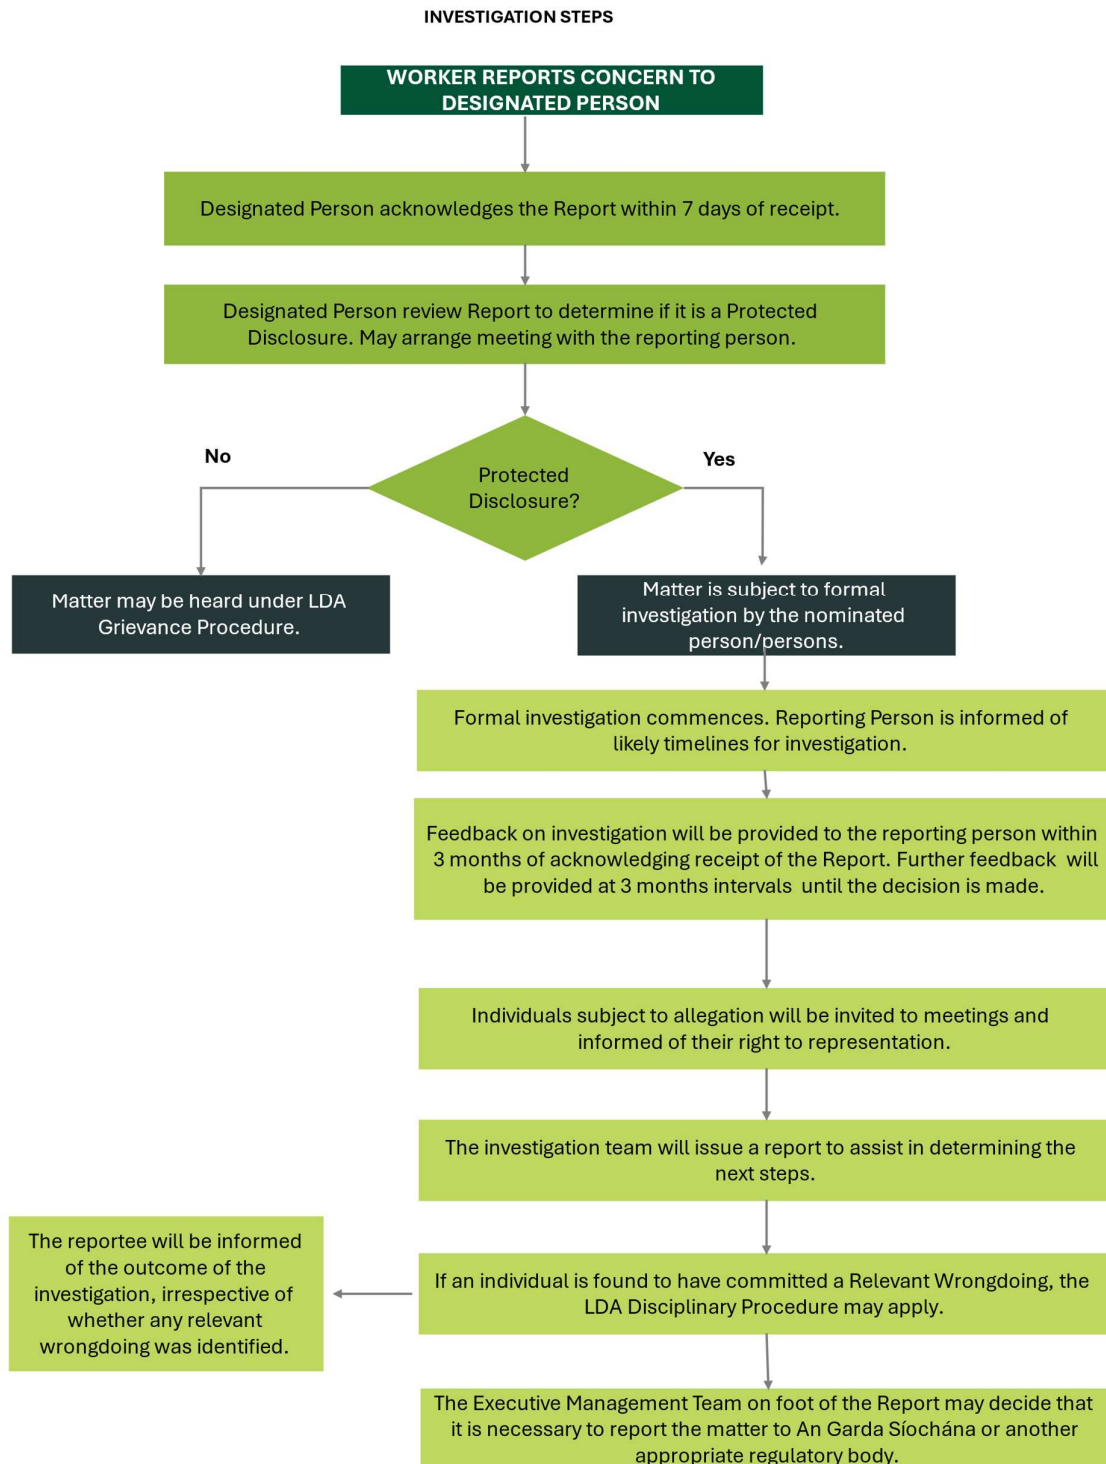 INVESTIGATION STEPS
WORKER REPORTS CONCERN TO
DESIGNATED PERSON
Designated Person acknowledges the Report within 7 days of receipt.
Designated Person review Report to determine if it is a Protected
Disclosure. May arrange meeting with the reporting person.
No
Yes
Protected
Disclosure?
Matter may be heard under LDA
Grievance Procedure.
Matter is subject to formal
investigation by the nominated
person/persons.
Formal investigation commences. Reporting Person is informed of
likely timelines for investigation.
Feedback on investigation will be provided to the reporting person within
3 months of acknowledging receipt of the Report. Further feedback will
be provided at 3 months intervals until the decision is made.
Individuals subject to allegation will be invited to meetings and
informed of their right to representation.
The investigation team will issue a report to assist in determining the
next steps.
If an individual is found to have committed a Relevant Wrongdoing, the
LDA Disciplinary Procedure may apply.
The reportee will be informed
of the outcome of the
investigation, irrespective of
whether any relevant
wrongdoing was identified.
The Executive Management Team on foot of the Report may decide that
it is necessary to report the matter to An Garda Síochána or another
appropriate regulatory body.